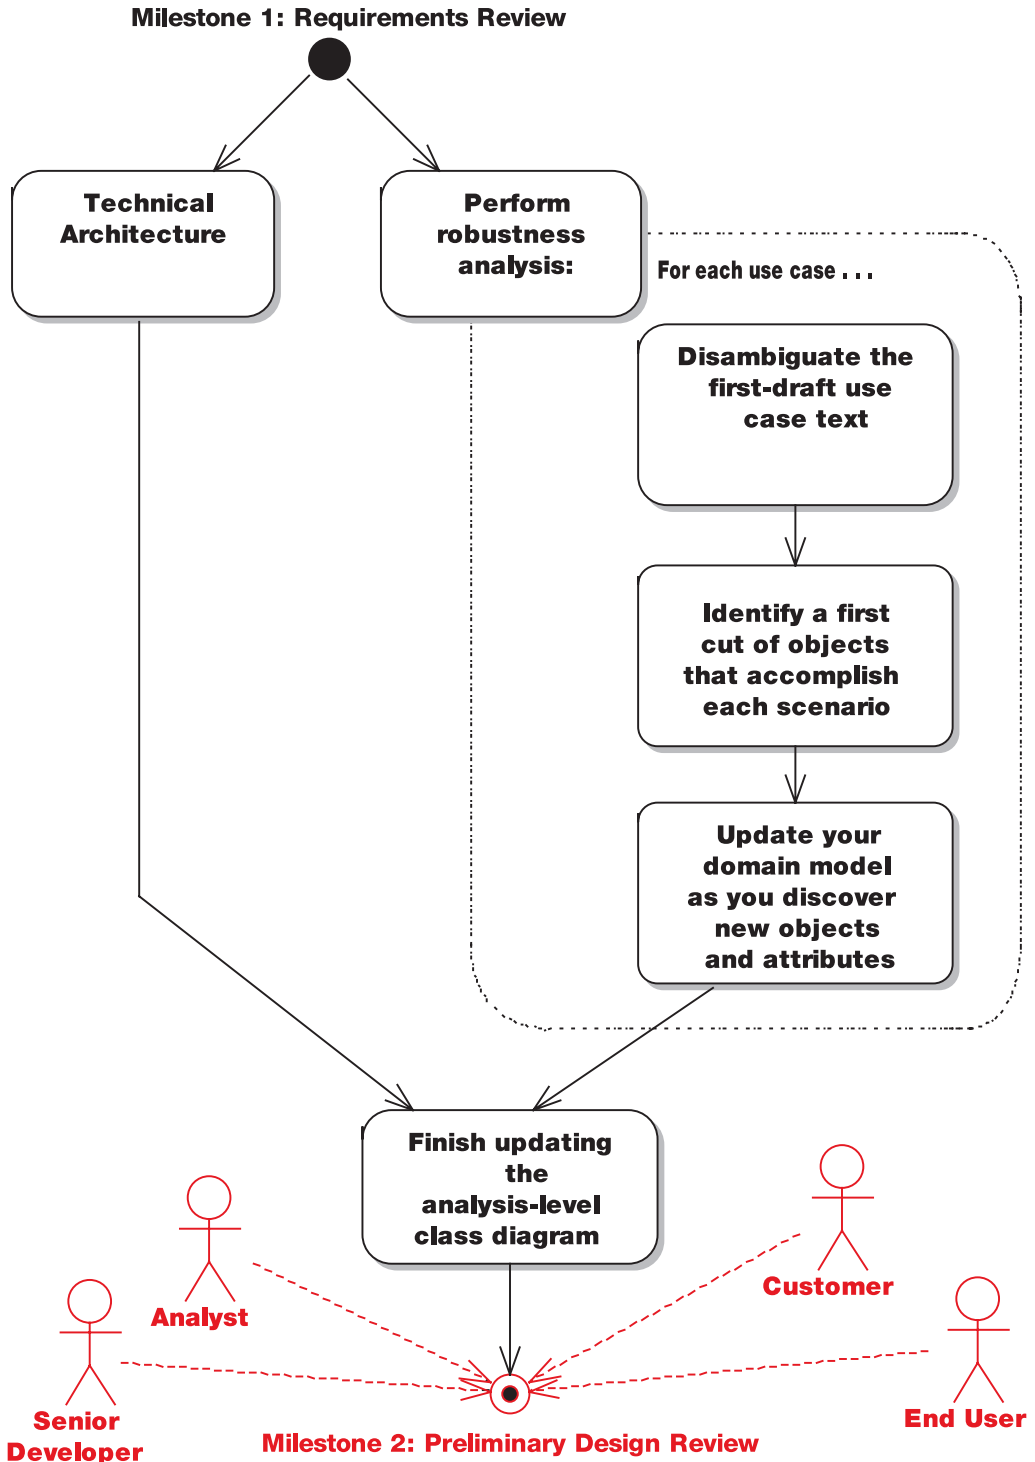 Milestone 1: Requirements Review
Technical
Architecture
Perform
robustness
analysis:
For each use case . . .
Disambiguate the
first-draft use
case text
Identify a first
cut of objects
that accomplish
each scenario
Update your
domain model
as you discover
new objects
and attributes
Finish updating
the
analysis-level
class diagram
Analyst
Customer
Senior
Developer
End User
Milestone 2: Preliminary Design Review